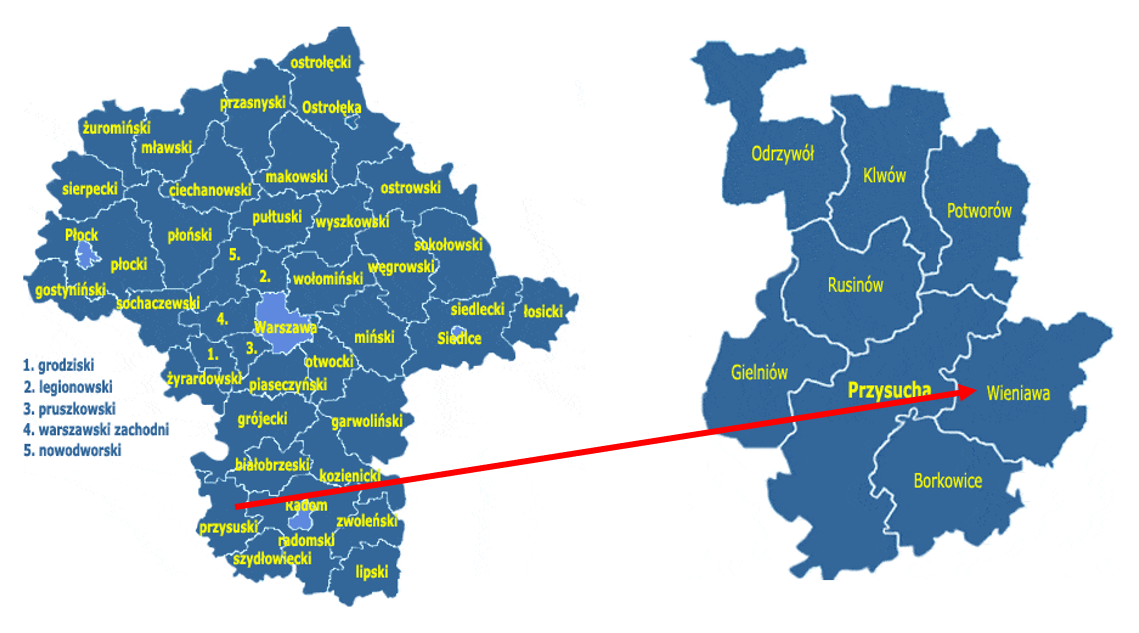 ostrołęcki
przasnyski
Ostrołęka
żuromiński
mławski
makowski
sierpecki
ciechanowski
ostrowski
pułtuski
wyszkowski
Płock
płoński
sokołowski
5.
płocki
węgrowski
2.
wołomiński
gostyniński
sochaczewski
siedlecki
łosicki
4.
Warszawa
miński
Siedlce
1.
3.
otwocki
żyrardowski
piaseczyński
grójecki
garwoliński
białobrzeski
kozienicki
Radom
przysuski
zwoleński
radomski
szydłowiecki
lipski
1. grodziski
2. legionowski
3. pruszkowski
4. warszawski zachodni
5. nowodworski
Odrzywół
Klwów
Potworów
Rusinów
Gielniów
Przysucha
Wieniawa
Borkowice